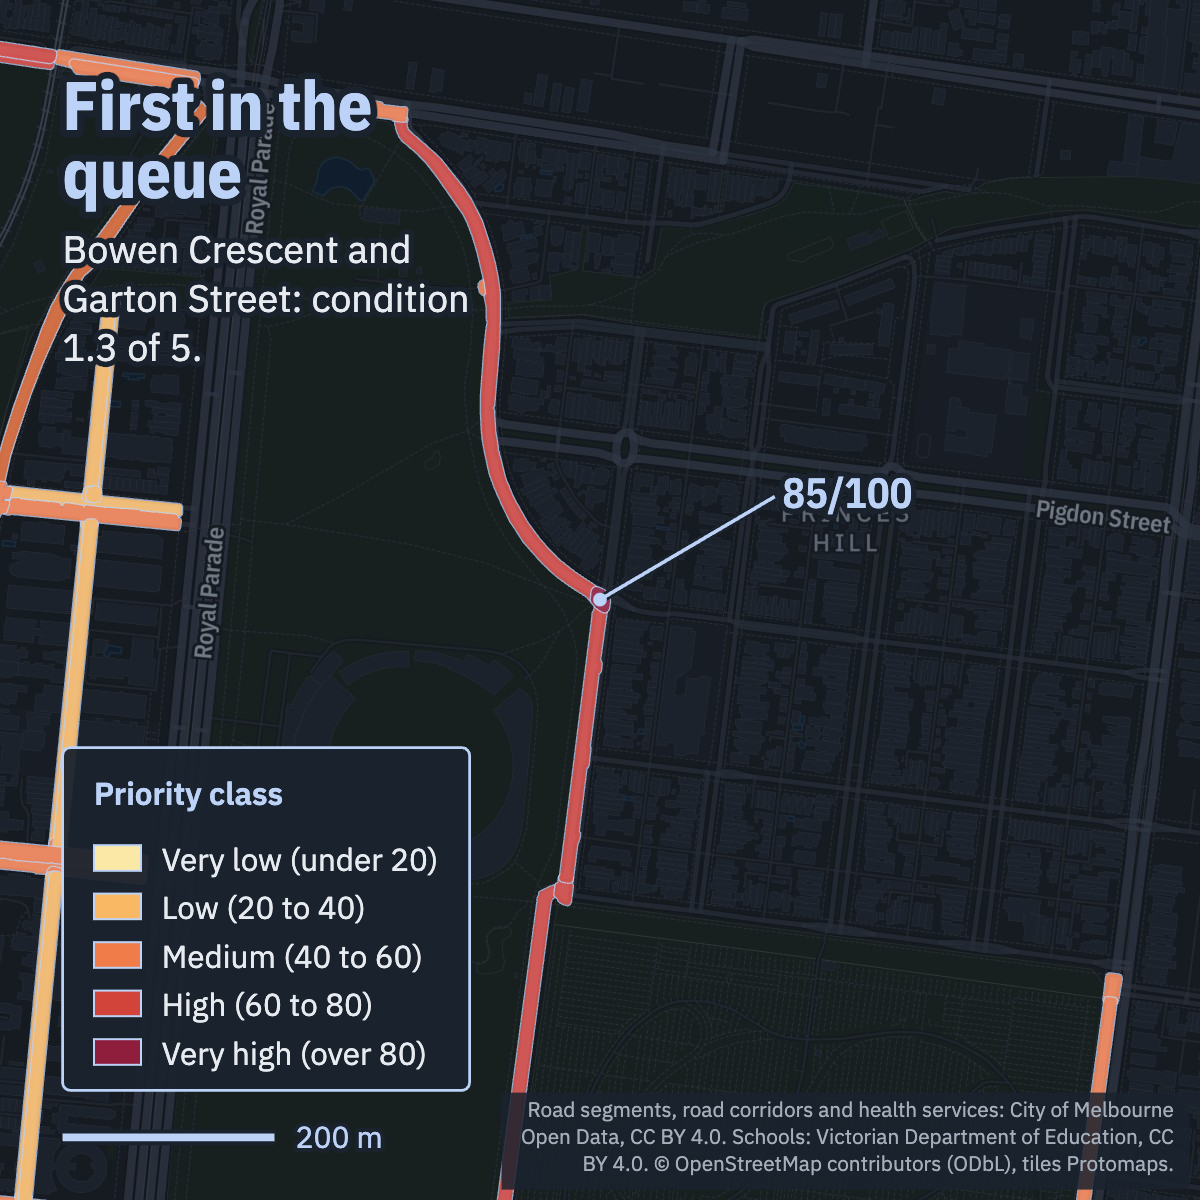 First in the
queue
Bowen Crescent and
Garton Street: condition
1.3 of 5.
Royal Parade
85/100
PRINCES
HILL
Pigdon Street
Royal Parade
Priority class
Very low (under 20)
Low (20 to 40)
Medium (40 to 60)
High (60 to 80)
Very high (over 80)
200 m
Road segments, road corridors and health services: City of Melbourne
Open Data, CC BY 4.0. Schools: Victorian Department of Education, CC
BY 4.0. © OpenStreetMap contributors (ODbL), tiles Protomaps.